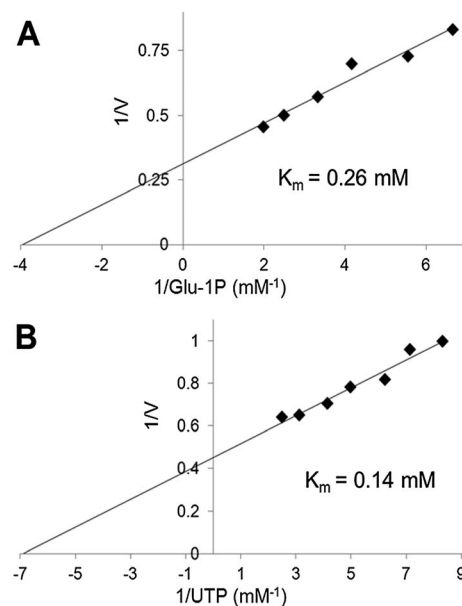 A
0.75
0.5
0.25
0
1/V
Km = 0.26 mM
-4 -2 0 2 4 6
1/Glu-1P (mM-1)
B
1
0.8
0.6
0.4
0.2
0
1/V
Km = 0.14 mM
-7 -5 -3 -1 1 3 5 7 9
1/UTP (mM-1)